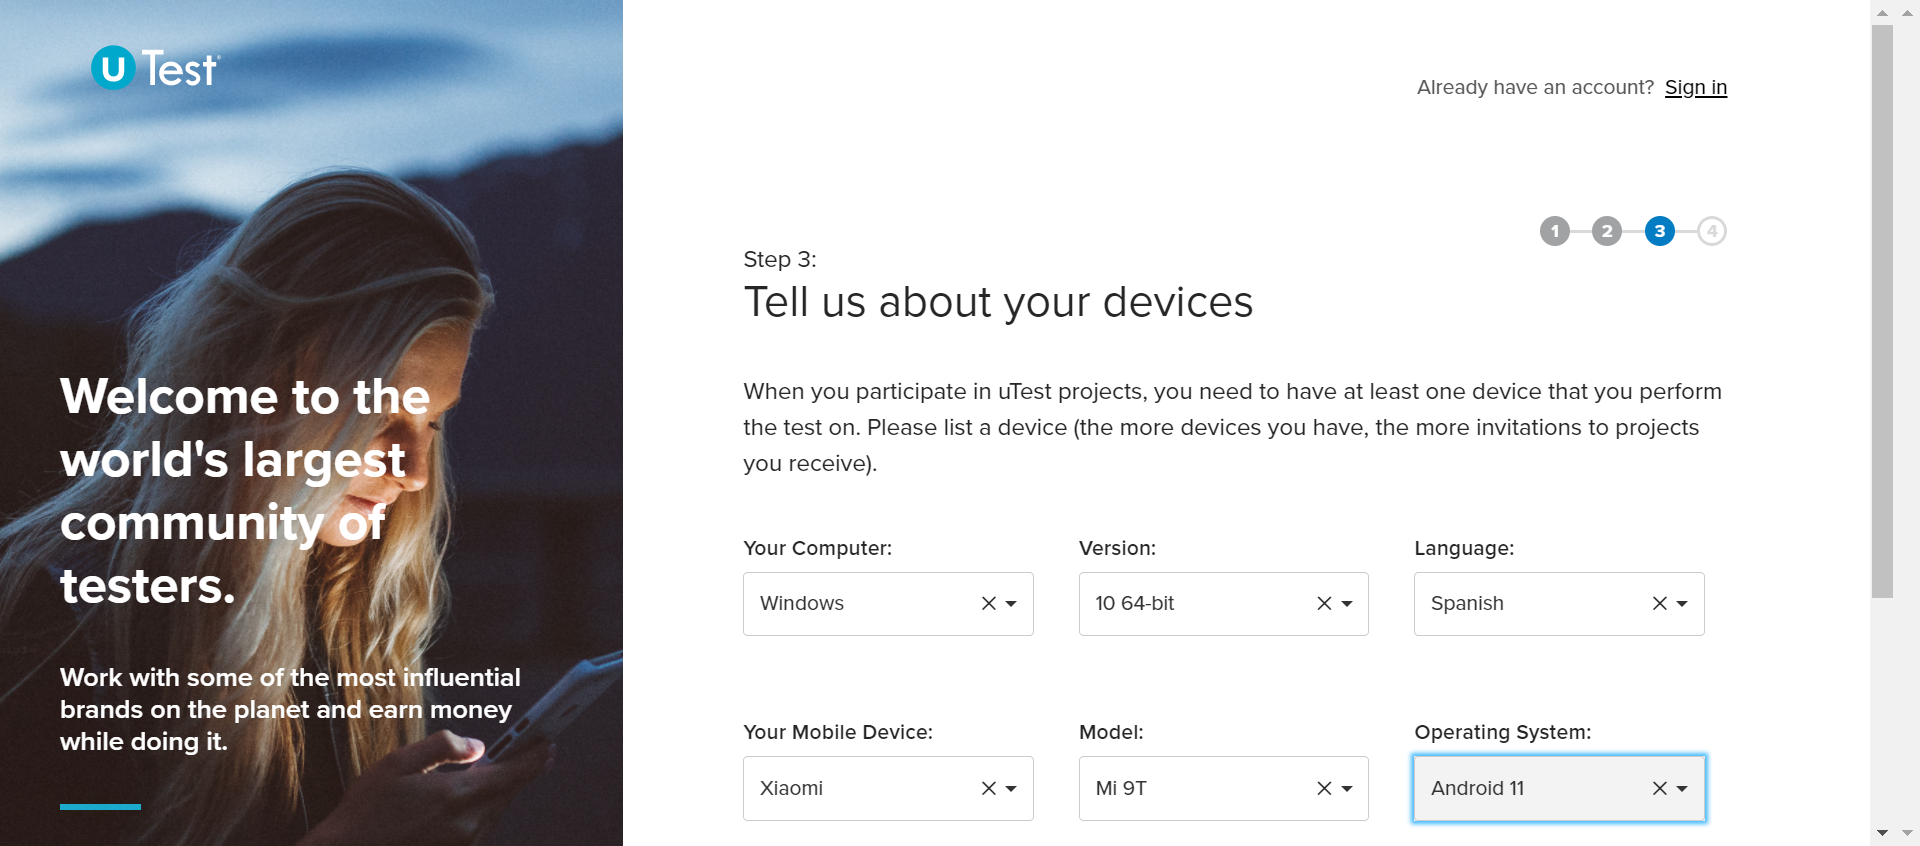 uTest
Welcome to the
world's largest
community of
testers.
Work with some of the most influential
brands on the planet and earn money
while doing it.
Already have an account? Sign in
1 2 3 4
Step 3:
Tell us about your devices
When you participate in uTest projects, you need to have at least one device that you perform
the test on. Please list a device (the more devices you have, the more invitations to projects
you receive).
Your Computer: Version: Language:
Windows 10 64-bit Spanish
Your Mobile Device: Model: Operating System:
Xiaomi Mi 9T Android 11